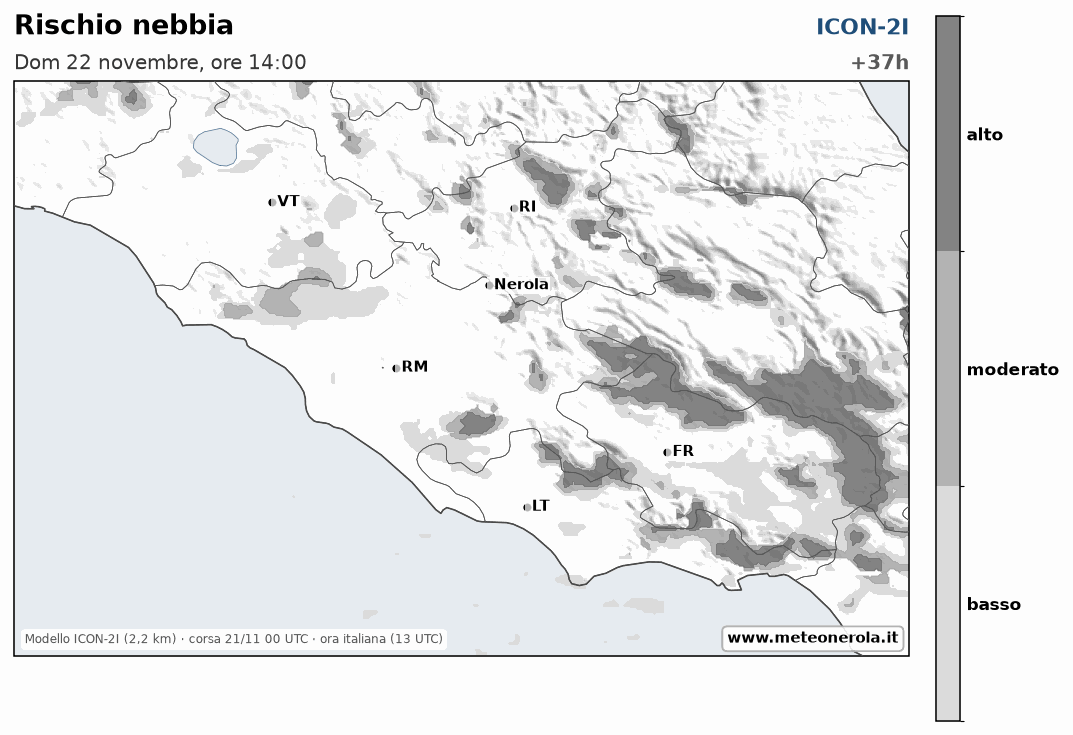 Rischio nebbia
ICON-2I
Dom 22 novembre, ore 14:00
+37h
alto
VT
RI
Nerola
RM
moderato
FR
LT
basso
Modello ICON-2I (2,2 km) · corsa 21/11 00 UTC · ora italiana (13 UTC)
www.meteonerola.it